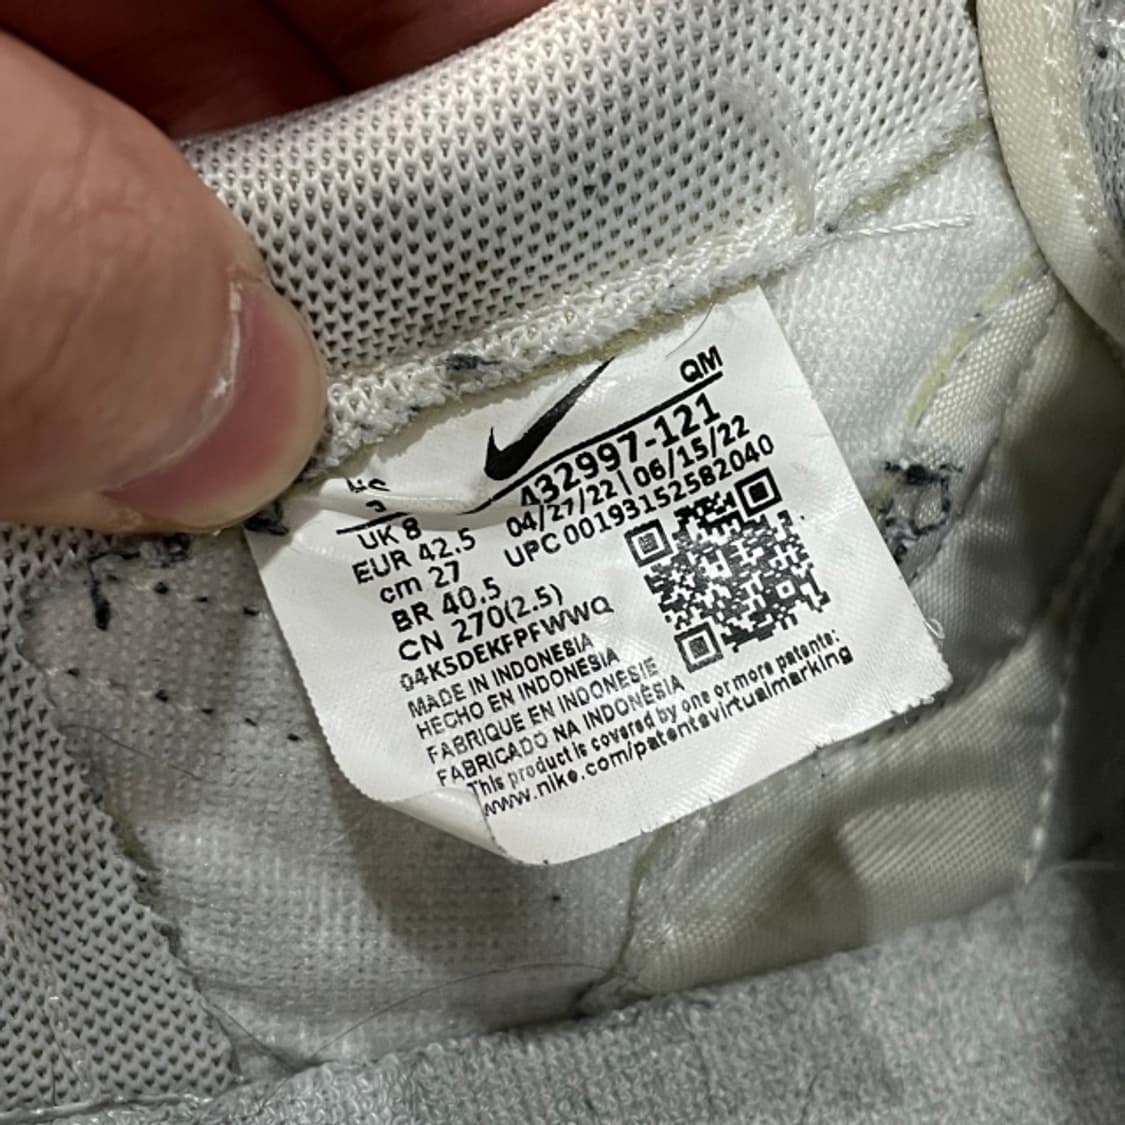 QM
432997-121
04/27/22 | 06/15/22
UPC 00193152582040
UK 8
EUR 42.5
cm 27
BR 40.5
CN 270(2.5)
04K5DEKFPFWWQ
MADE IN INDONESIA
HECHO EN INDONESIA
FABRIQUE EN INDONESIE
FABRICADO NA INDONÉSIA
This product is covered by one or more patents:
www.nike.com/patentsvirtualmarking